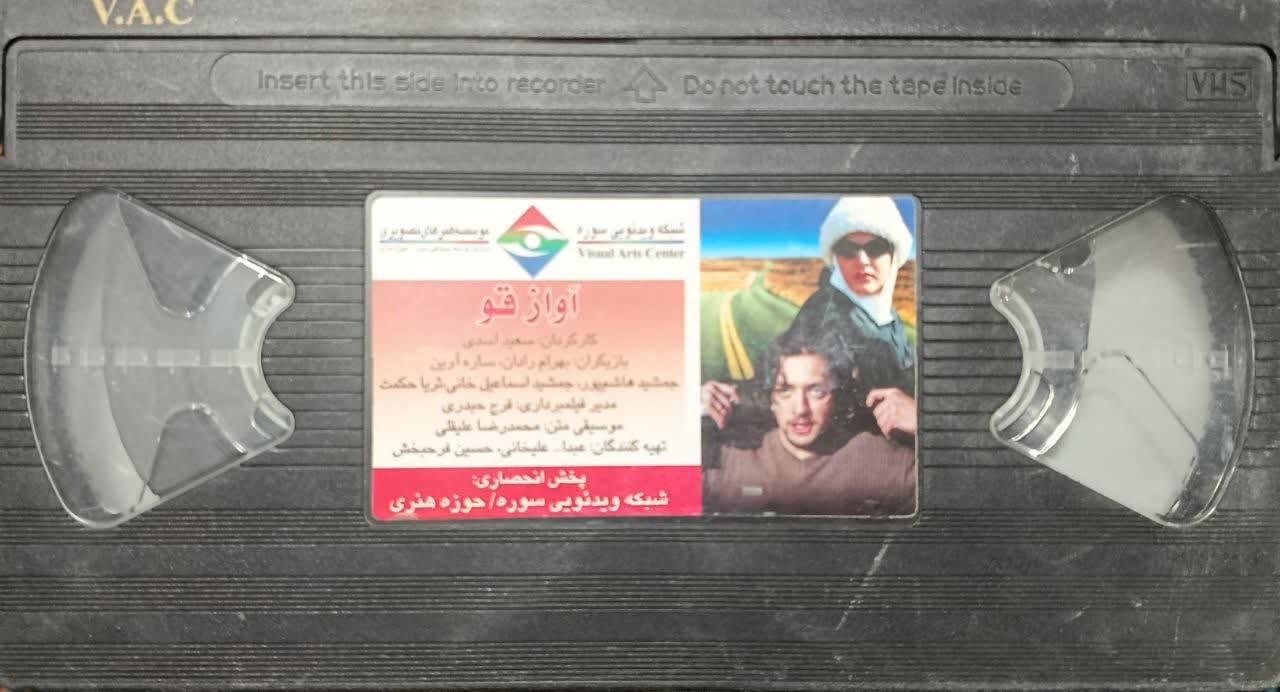 V.A.C
Insert this side into recorder Do not touch the tape inside
VHS
شبکه ویدئویی سوره
موسسه هنرهای تصویری
Visual Arts Center
آواز قو
کارگردان: سعید اسدی
بازیگران: بهرام رادان، ساره آرین
جمشید هاشم‌پور، جمشید اسماعیل خانی، ثریا حکمت
مدیر فیلمبرداری: فرج حیدری
موسیقی متن: محمدرضا علیقلی
تهیه کنندگان: عبدا... علیخانی، حسین فرحبخش
پخش انحصاری:
شبکه ویدئویی سوره/ حوزه هنری